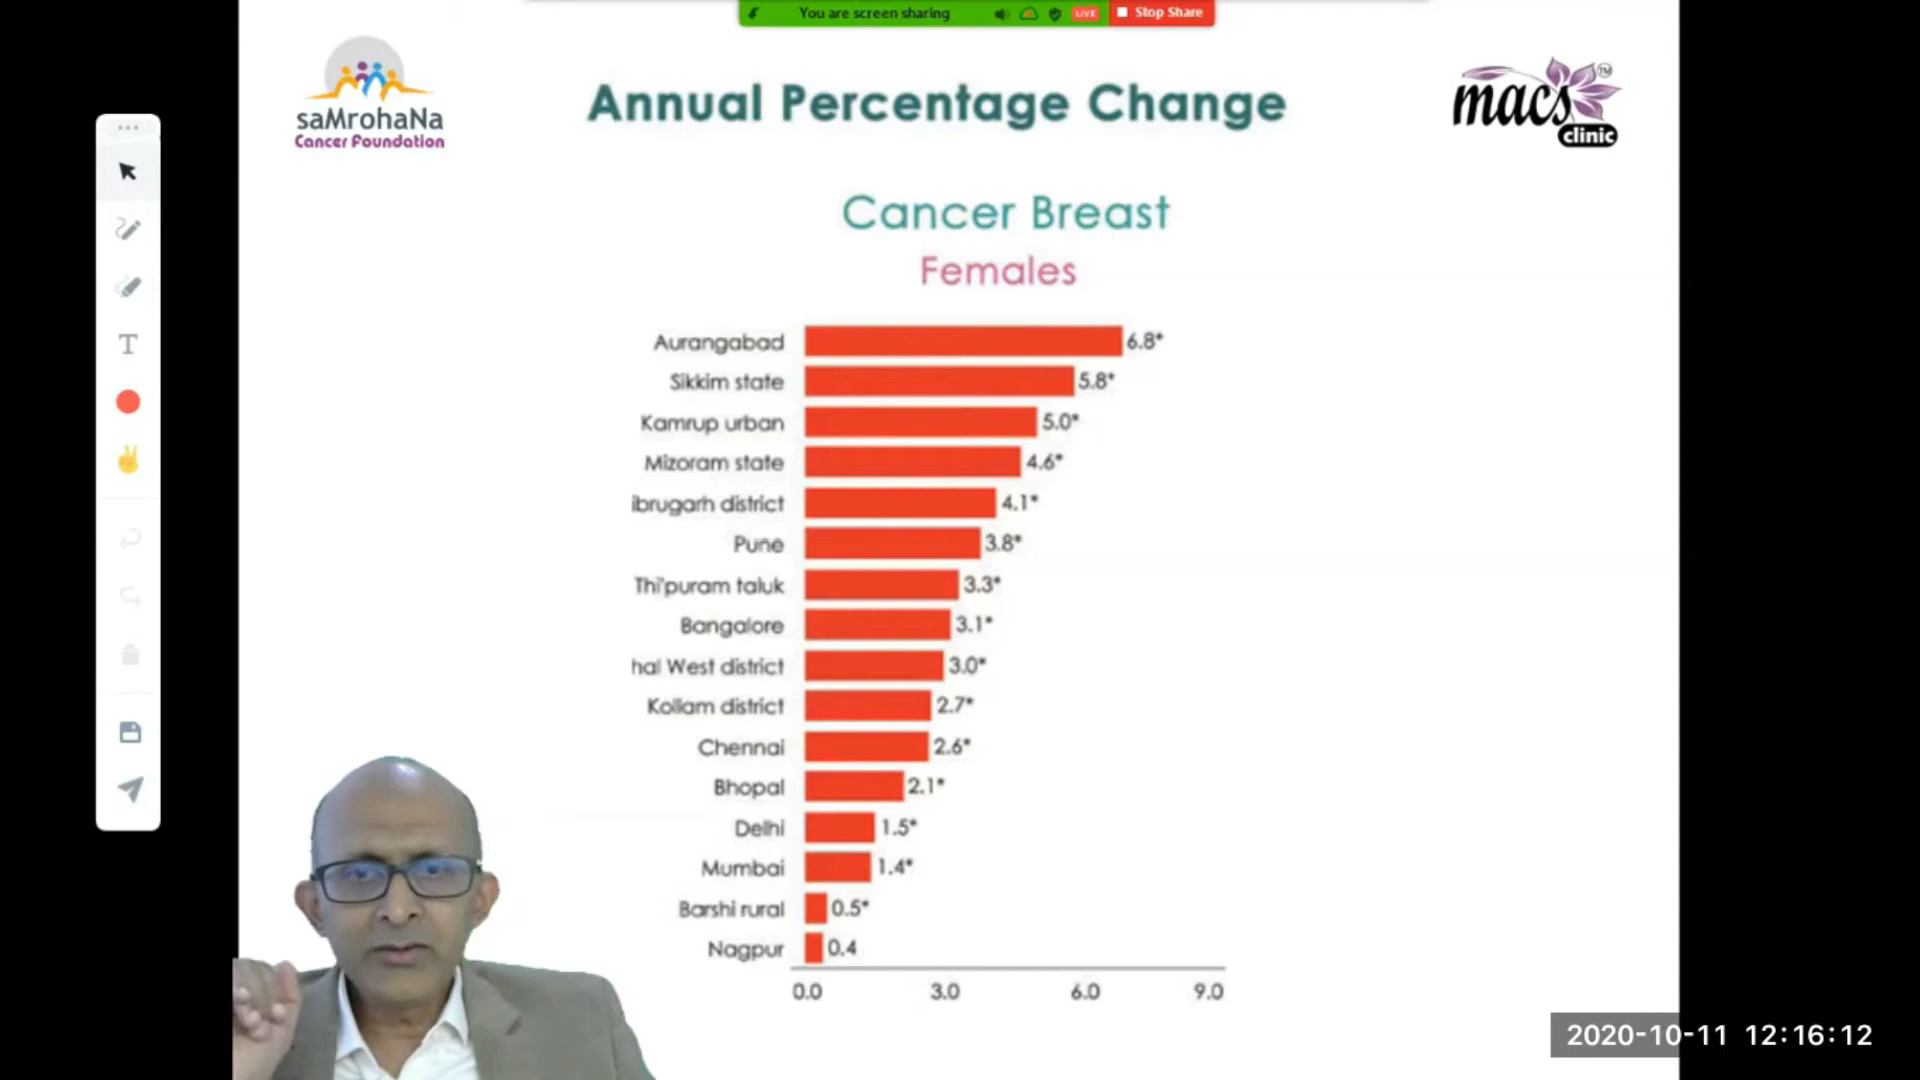 You are screen sharing LIVE Stop Share
saMrohaNa
Cancer Foundation
Annual Percentage Change
macs TM
clinic
Cancer Breast
Females
Aurangabad 6.8*
Sikkim state 5.8*
Kamrup urban 5.0*
Mizoram state 4.6*
ibrugarh district 4.1*
Pune 3.8*
Thi'puram taluk 3.3*
Bangalore 3.1*
hal West district 3.0*
Kollam district 2.7*
Chennai 2.6*
Bhopal 2.1*
Delhi 1.5*
Mumbai 1.4*
Barshi rural 0.5*
Nagpur 0.4
0.0 3.0 6.0 9.0
T
2020-10-11 12:16:12